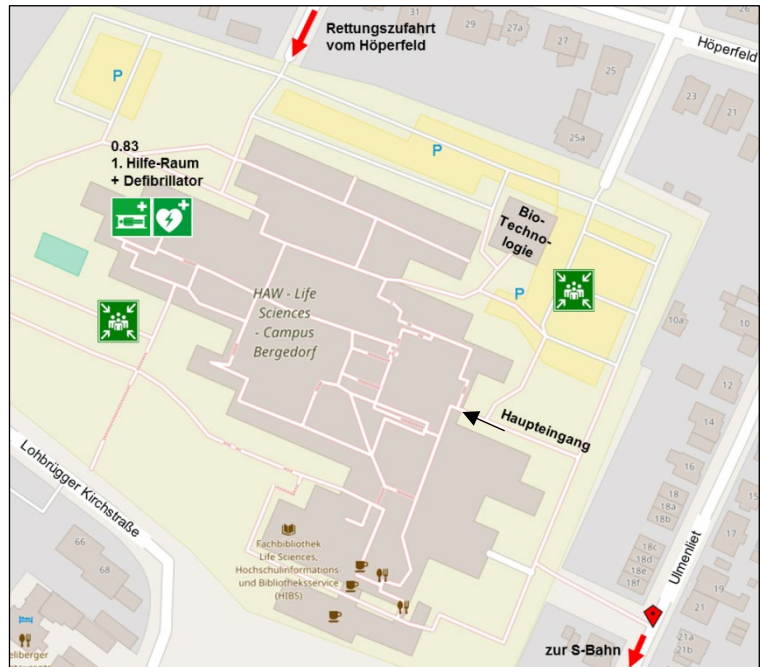 Rettungszufahrt
vom Höperfeld
Höperfeld
31
29
27a
27
25
25a
23
21
P
P
0.83
1. Hilfe-Raum
+ Defibrillator
Bio-
Techno-
logie
P
HAW - Life
Sciences
- Campus
Bergedorf
10a
10
12
14
16
18
18a
18b
18c
18d
18e
18f
Haupteingang
Lohbrügger Kirchstraße
66
68
Fachbibliothek
Life Sciences,
Hochschulinformations-
und Bibliotheksservice
(HIBS)
15
17
19
21
21a
21b
Ulmenliet
zur S-Bahn
eliberger